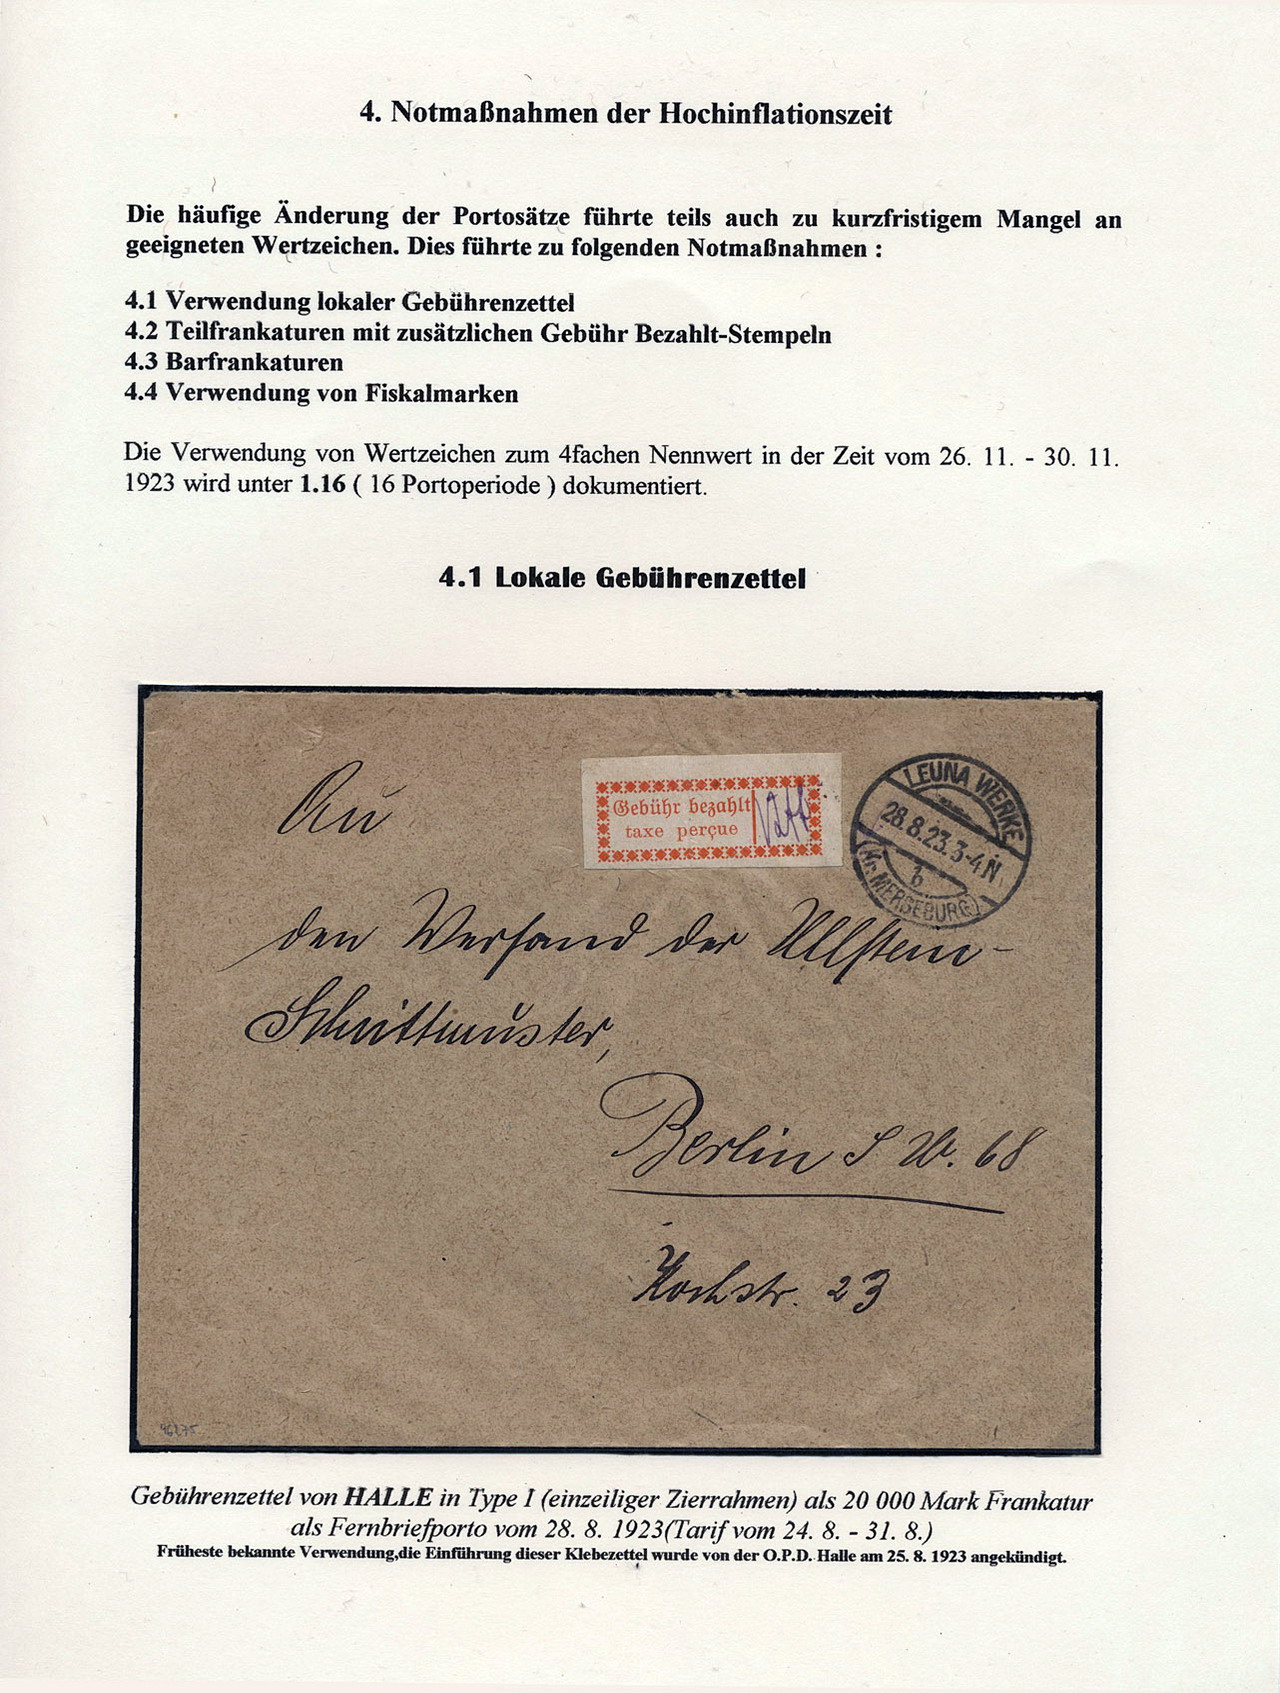 4. Notmaßnahmen der Hochinflationszeit
Die häufige Änderung der Portosätze führte teils auch zu kurzfristigem Mangel an
geeigneten Wertzeichen. Dies führte zu folgenden Notmaßnahmen :
4.1 Verwendung lokaler Gebührenzettel
4.2 Teilfrankaturen mit zusätzlichen Gebühr Bezahlt-Stempeln
4.3 Barfrankaturen
4.4 Verwendung von Fiskalmarken
Die Verwendung von Wertzeichen zum 4fachen Nennwert in der Zeit vom 26. 11. - 30. 11.
1923 wird unter 1.16 ( 16 Portoperiode ) dokumentiert.
4.1 Lokale Gebührenzettel
Gebühr bezahlt
taxe perçue
LEUNA WERKE
28.8.23.3-4.N
b
(Kr. MERSEBURG)
An
den Versand der Ullstein-
Schnittmuster,
Berlin S W. 68
Kochstr. 23
96275
Gebührenzettel von HALLE in Type I (einzeiliger Zierrahmen) als 20 000 Mark Frankatur
als Fernbriefporto vom 28. 8. 1923(Tarif vom 24. 8. - 31. 8.)
Früheste bekannte Verwendung,die Einführung dieser Klebezettel wurde von der O.P.D. Halle am 25. 8. 1923 angekündigt.